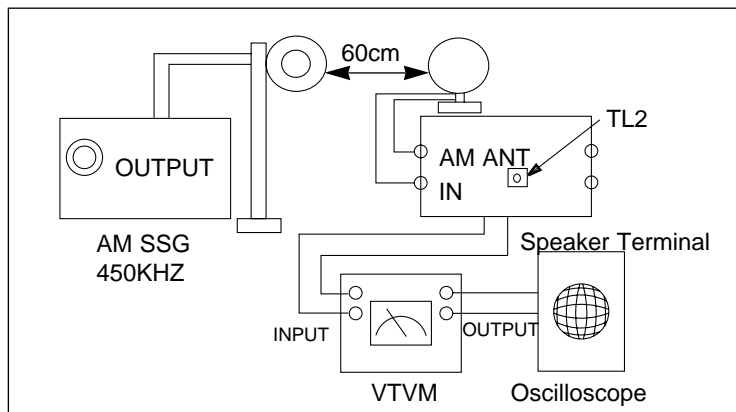 60cm
TL2
OUTPUT
AM ANT
IN
AM SSG
450KHZ
Speaker Terminal
INPUT
OUTPUT
VTVM
Oscilloscope